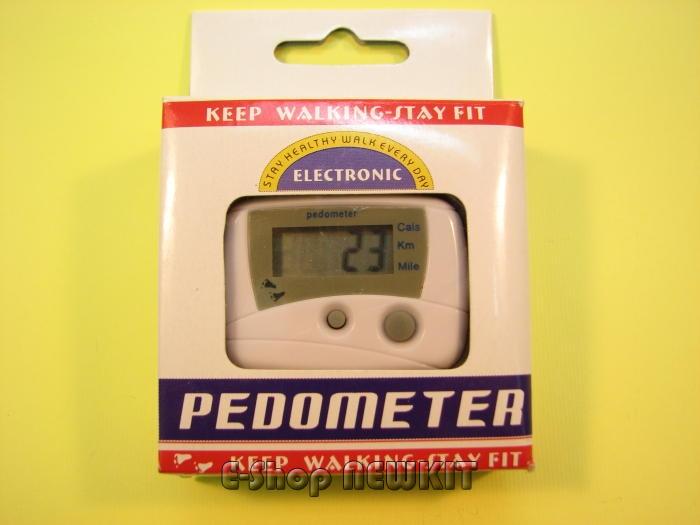 KEEP WALKING-STAY FIT
STAY HEALTHY WALK EVERY DAY
ELECTRONIC
pedometer
Cals
23
Km
Mile
PEDOMETER
KEEP WALKING-STAY FIT
E-Shop NEWKIT